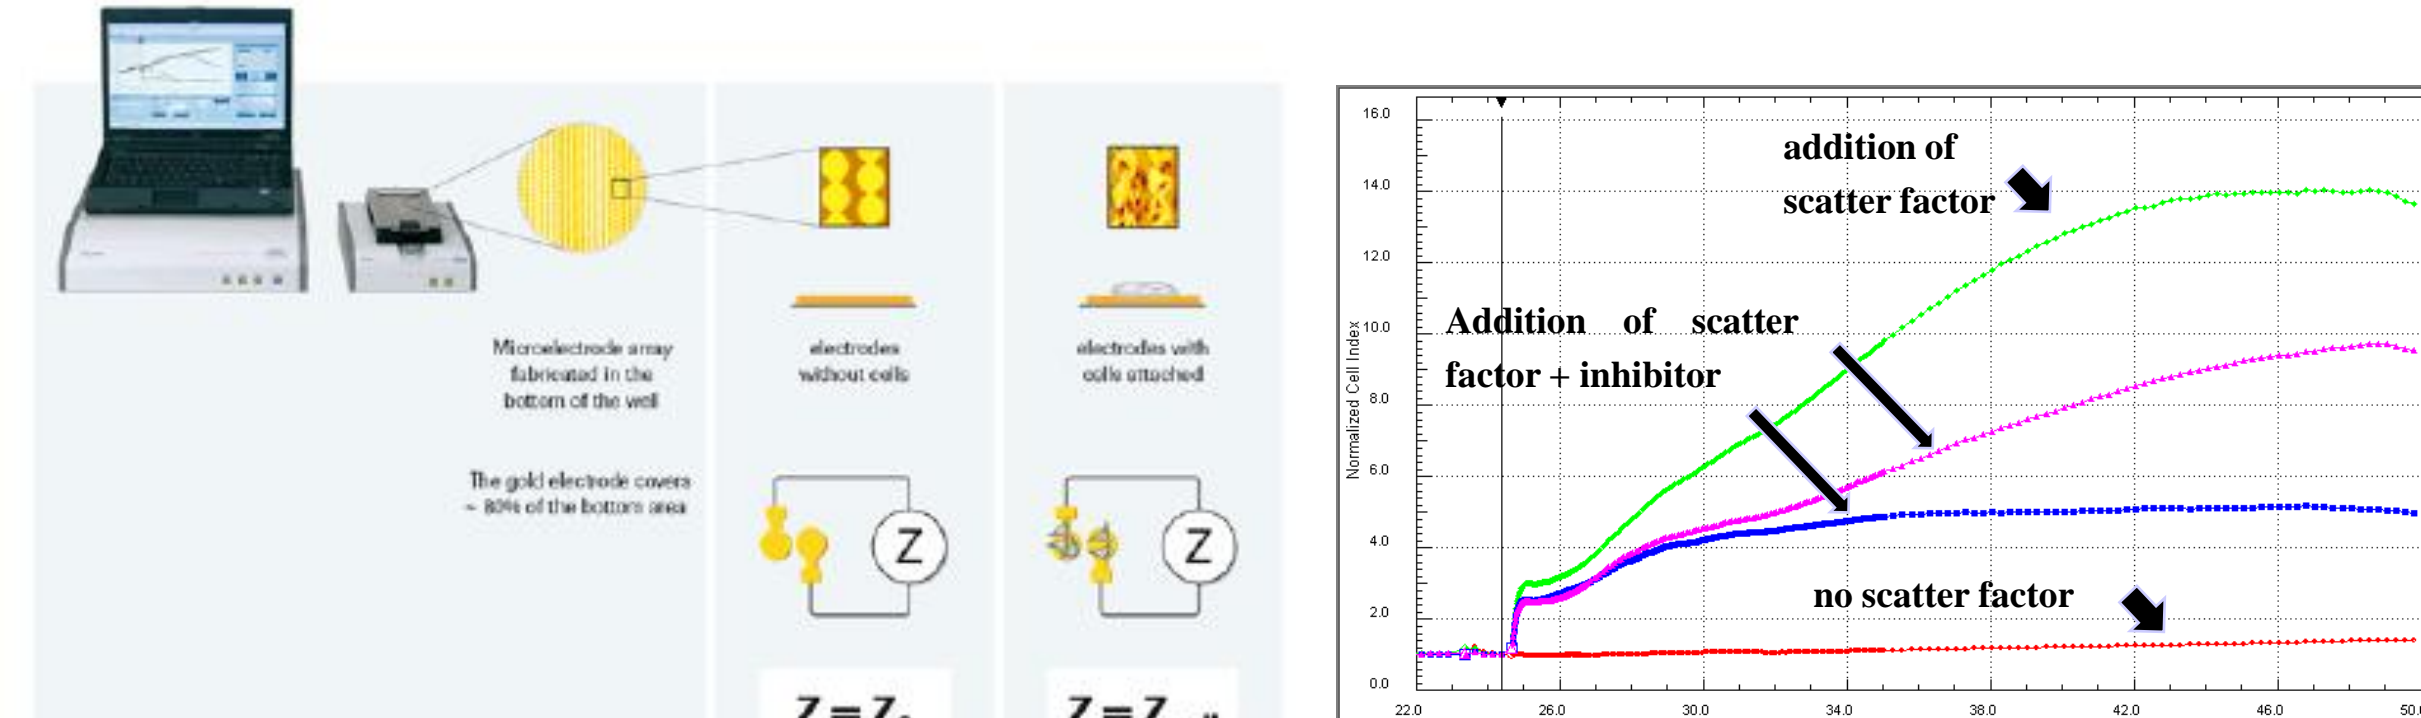 Microelectrode array
fabricated in the
bottom of the well
The gold electrode covers
~ 80% of the bottom area
electrodes
without cells
electrodes with
cells attached
Z
Z
16.0
14.0
12.0
10.0
8.0
6.0
4.0
2.0
0.0
Normalized Cell Index
22.0
26.0
30.0
34.0
38.0
42.0
46.0
addition of
scatter factor
Addition of scatter
factor + inhibitor
no scatter factor